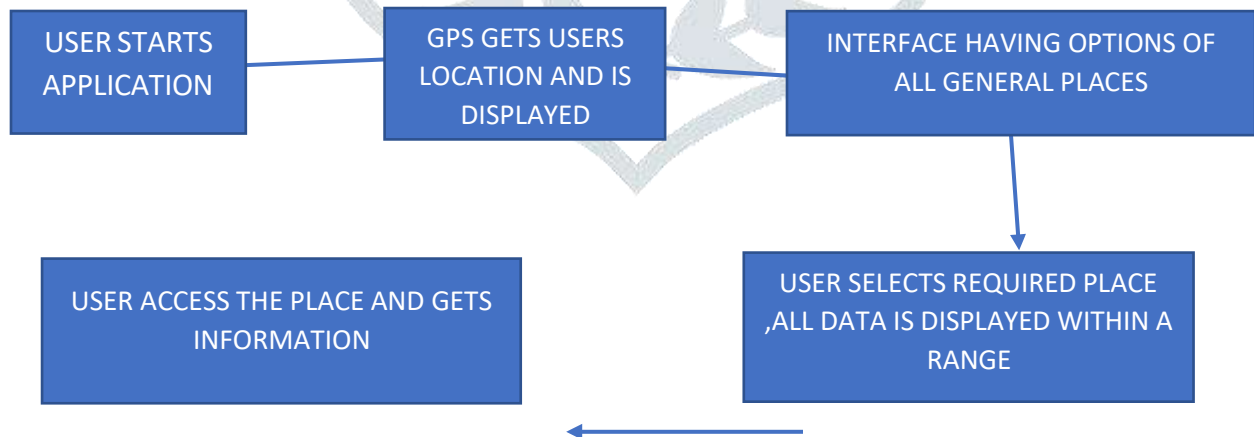 USER STARTS
APPLICATION
GPS GETS USERS
LOCATION AND IS
DISPLAYED
INTERFACE HAVING OPTIONS OF
ALL GENERAL PLACES
USER SELECTS REQUIRED PLACE
,ALL DATA IS DISPLAYED WITHIN A
RANGE
USER ACCESS THE PLACE AND GETS
INFORMATION